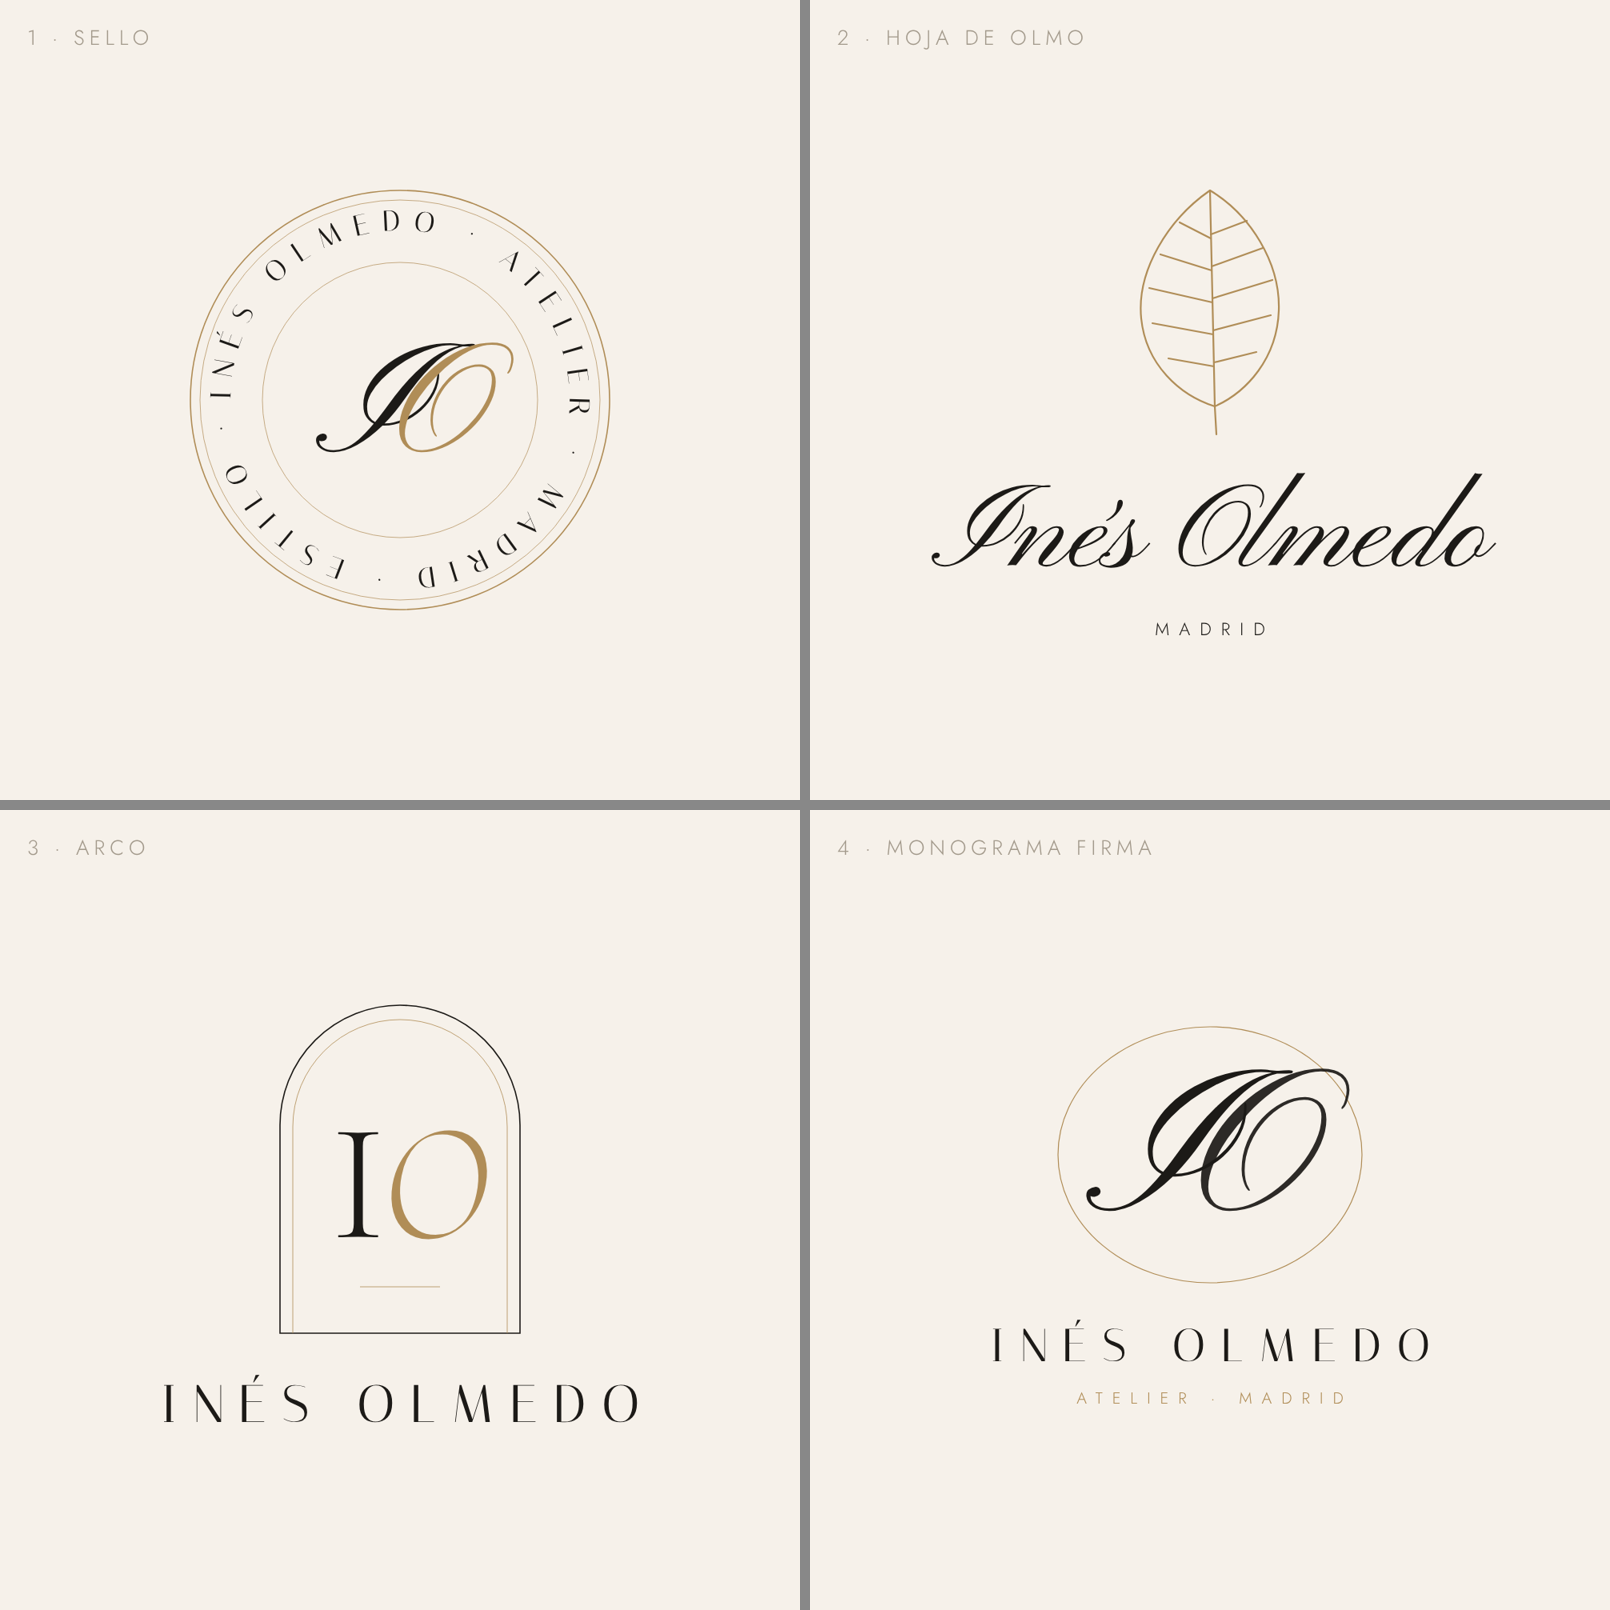 1 · SELLO
INÉS OLMEDO · ATELIER · MADRID · ESTILO ·
IO
2 · HOJA DE OLMO
Inés Olmedo
MADRID
3 · ARCO
IO
INÉS OLMEDO
4 · MONOGRAMA FIRMA
IO
INÉS OLMEDO
ATELIER · MADRID